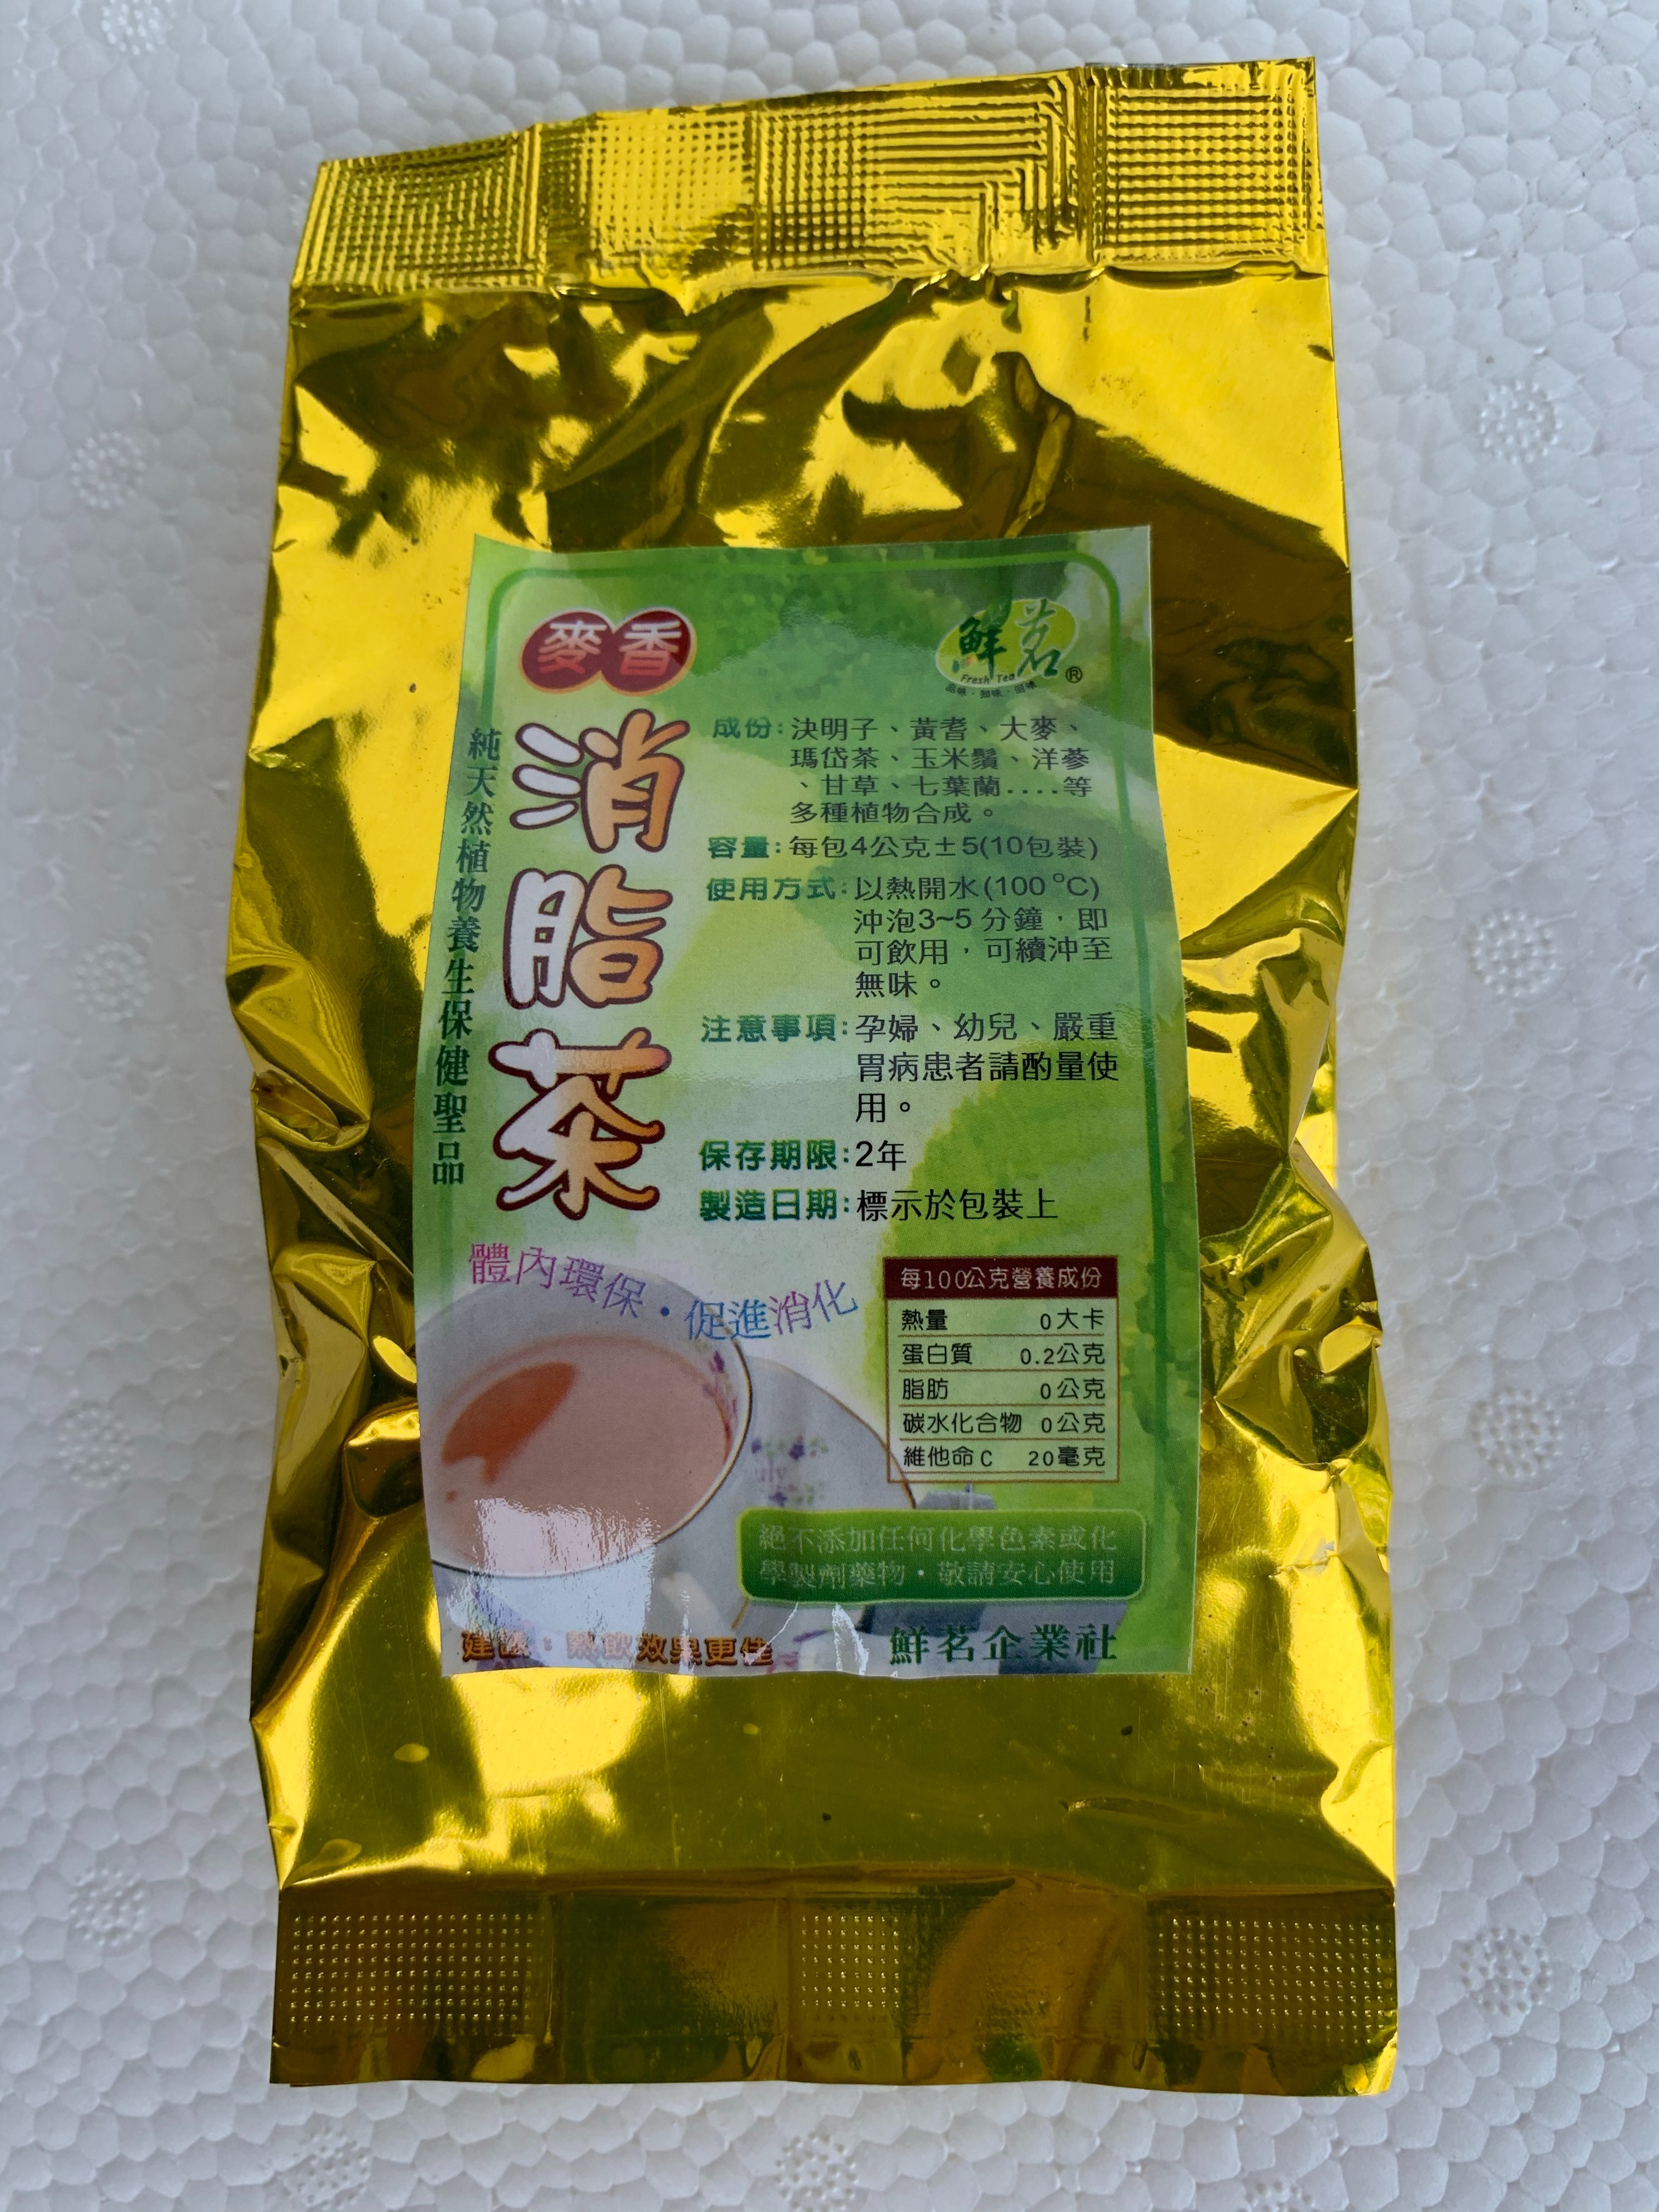 麥香
鮮茗
Fresh Tea
®
消脂茶
純天然植物養生保健聖品
成份:決明子、黃耆、大麥、
瑪岱茶、玉米鬚、洋蔘
、甘草、七葉蘭....等
多種植物合成。
容量:每包4公克±5(10包裝)
使用方式:以熱開水(100℃)
沖泡3~5分鐘，即
可飲用，可續沖至
無味。
注意事項:孕婦、幼兒、嚴重
胃病患者請酌量使
用。
保存期限:2年
製造日期:標示於包裝上
體內環保・促進消化
每100公克營養成份
熱量 0大卡
蛋白質 0.2公克
脂肪 0公克
碳水化合物 0公克
維他命C 20毫克
絕不添加任何化學色素或化
學製劑藥物・敬請安心使用
建議：熱飲效果更佳
鮮茗企業社